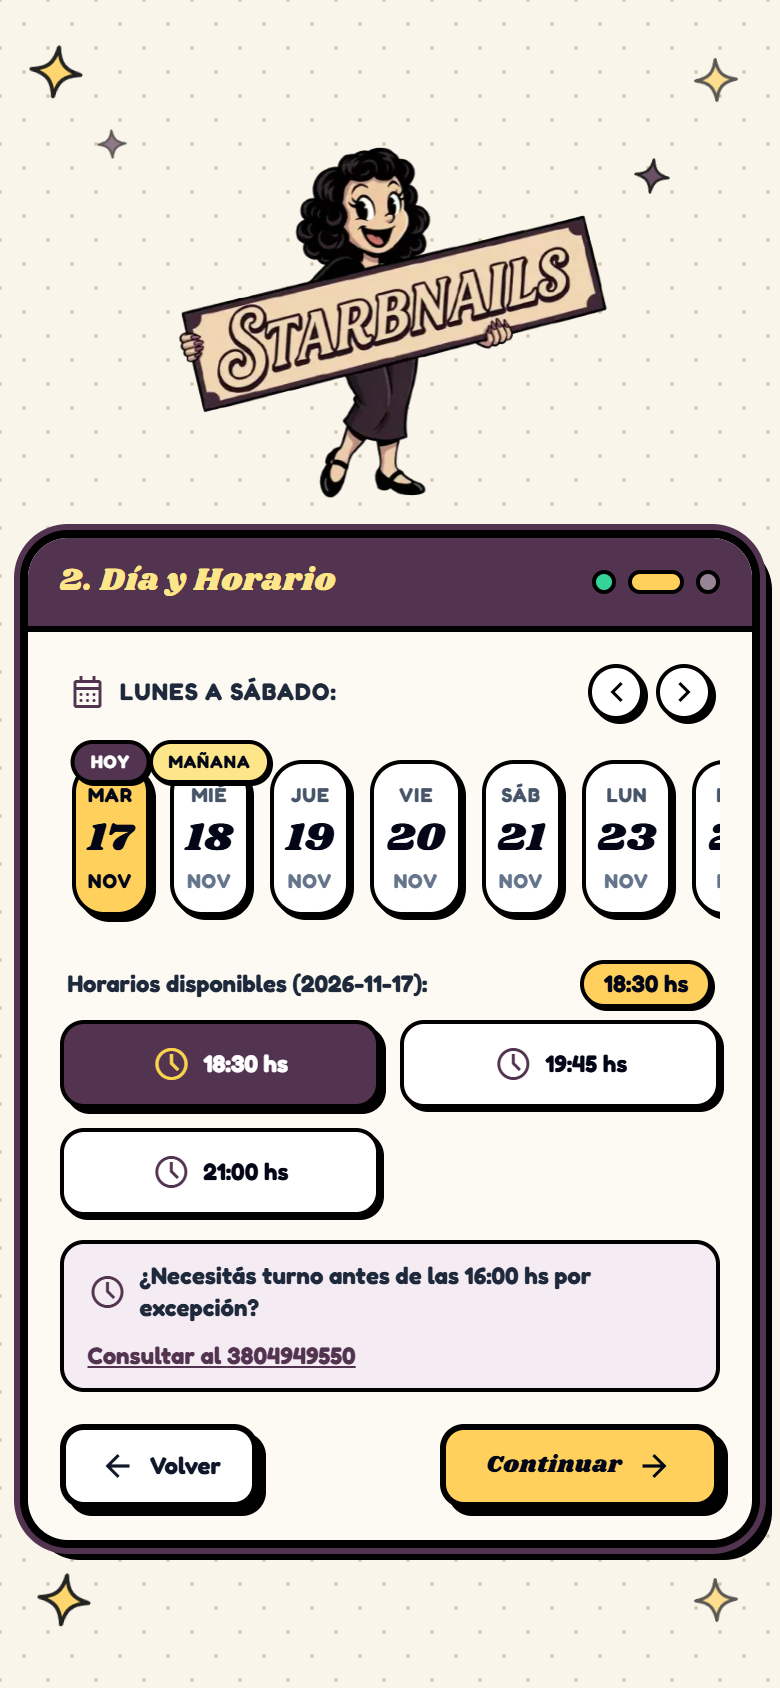 STARBNAILS
2. Día y Horario
LUNES A SÁBADO:
HOY MAÑANA
MAR MIÉ JUE VIE SÁB LUN
17 18 19 20 21 23
NOV NOV NOV NOV NOV NOV
Horarios disponibles (2026-11-17): 18:30 hs
18:30 hs 19:45 hs
21:00 hs
¿Necesitás turno antes de las 16:00 hs por
excepción?
Consultar al 3804949550
Volver Continuar